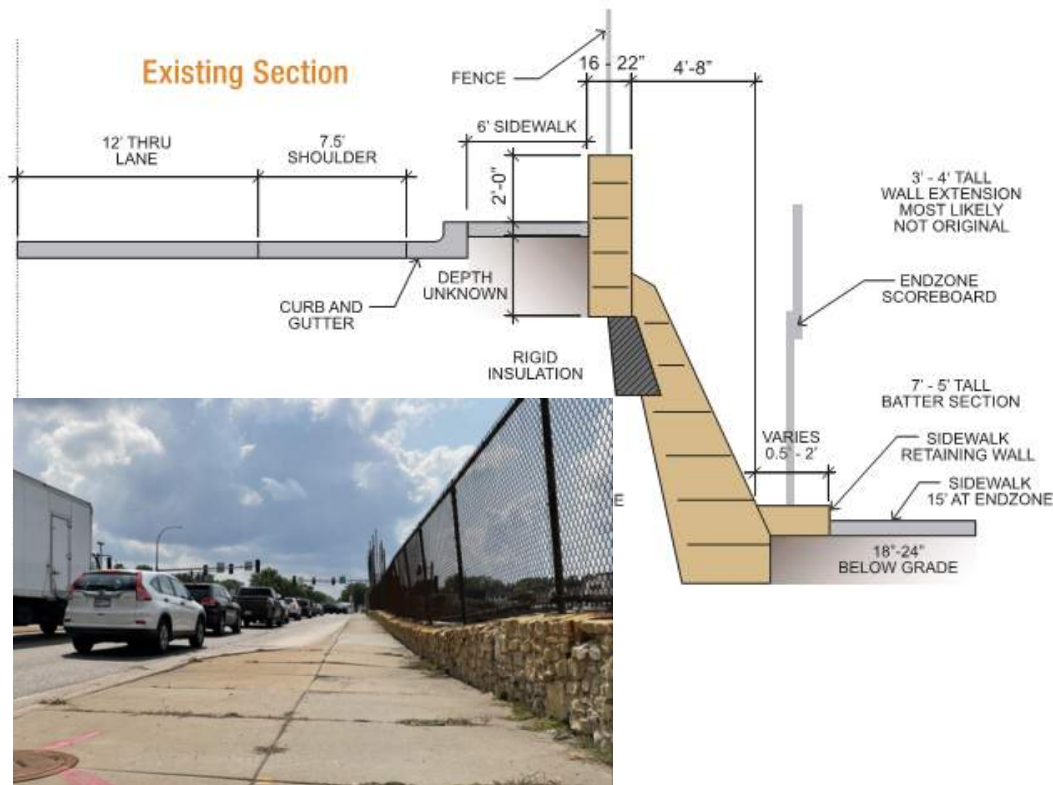 Existing Section
FENCE
16 - 22"
4'-8"
12' THRU
LANE
7.5'
SHOULDER
6' SIDEWALK
2'-0"
3' - 4' TALL
WALL EXTENSION
MOST LIKELY
NOT ORIGINAL
ENDZONE
SCOREBOARD
CURB AND
GUTTER
DEPTH
UNKNOWN
RIGID
INSULATION
7' - 5' TALL
BATTER SECTION
VARIES
0.5' - 2'
SIDEWALK
RETAINING WALL
SIDEWALK
15' AT ENDZONE
18"-24"
BELOW GRADE